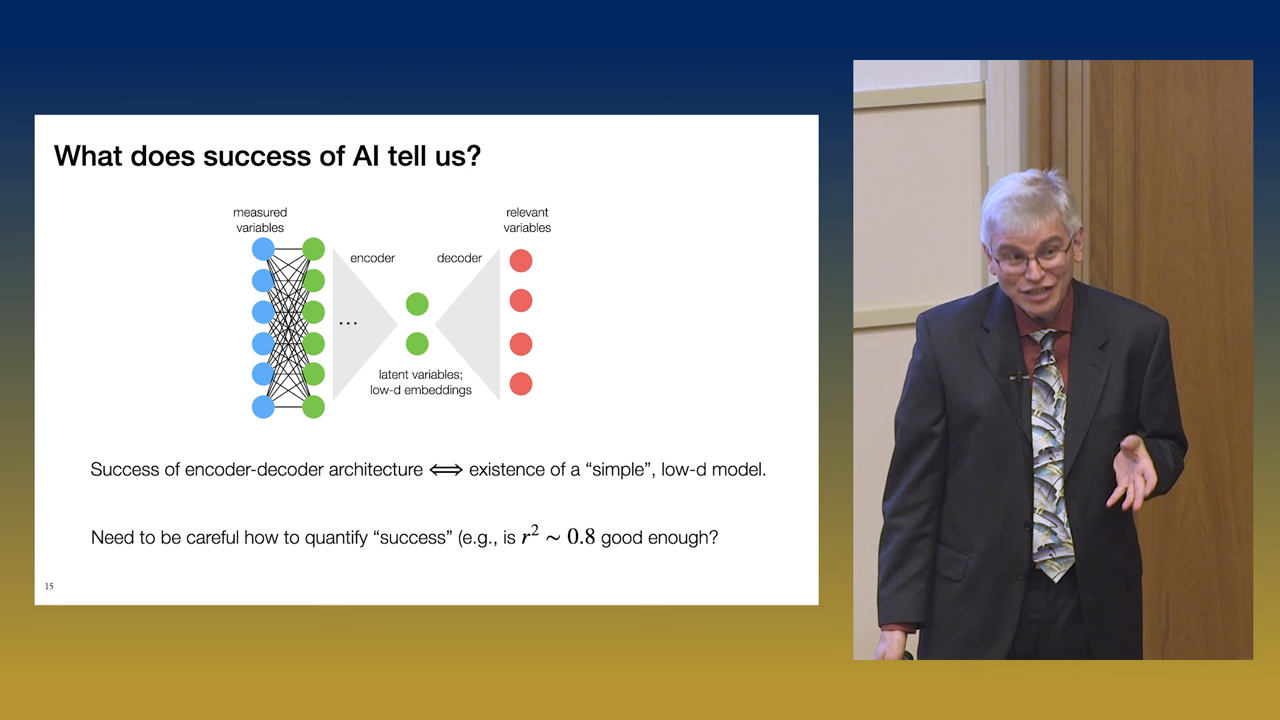 What does success of AI tell us?
measured
variables
relevant
variables
encoder
decoder
...
latent variables;
low-d embeddings
Success of encoder-decoder architecture ⟺ existence of a “simple”, low-d model.
Need to be careful how to quantify “success” (e.g., is r² ∼ 0.8 good enough?
15